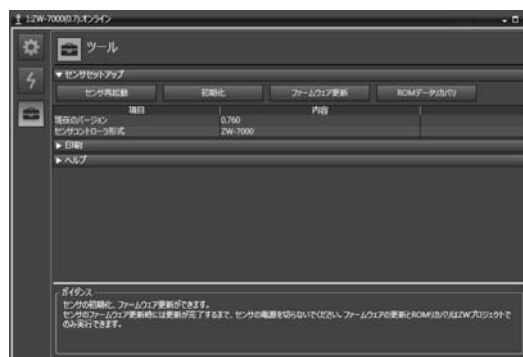 1:ZW-7000(0.7):オンライン
ツール
▼センサセットアップ
センサ再起動 初期化 ファームウェア更新 ROMデータリカバリ
項目 内容
現在のバージョン 0.760
センサコントローラ形式 ZW-7000
▶印刷
▶ヘルプ
ガイダンス
センサの初期化、ファームウェア更新ができます。
センサのファームウェア更新時には更新が完了するまで、センサの電源を切らないでください。ファームウェアの更新とROMリカバリはZWプロジェクトで
のみ実行できます。